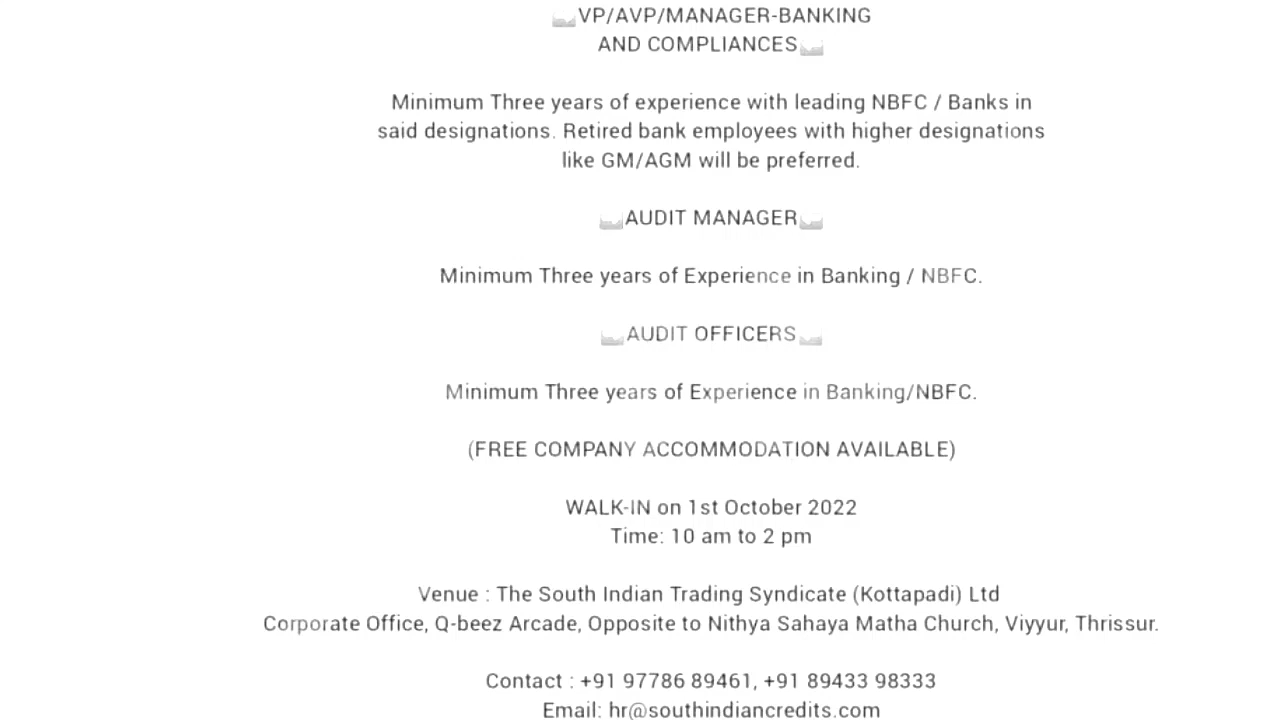 VP/AVP/MANAGER-BANKING
AND COMPLIANCES
Minimum Three years of experience with leading NBFC / Banks in
said designations. Retired bank employees with higher designations
like GM/AGM will be preferred.
AUDIT MANAGER
Minimum Three years of Experience in Banking / NBFC.
AUDIT OFFICERS
Minimum Three years of Experience in Banking/NBFC.
(FREE COMPANY ACCOMMODATION AVAILABLE)
WALK-IN on 1st October 2022
Time: 10 am to 2 pm
Venue : The South Indian Trading Syndicate (Kottapadi) Ltd
Corporate Office, Q-beez Arcade, Opposite to Nithya Sahaya Matha Church, Viyyur, Thrissur.
Contact : +91 97786 89461, +91 89433 98333
Email: hr@southindiancredits.com